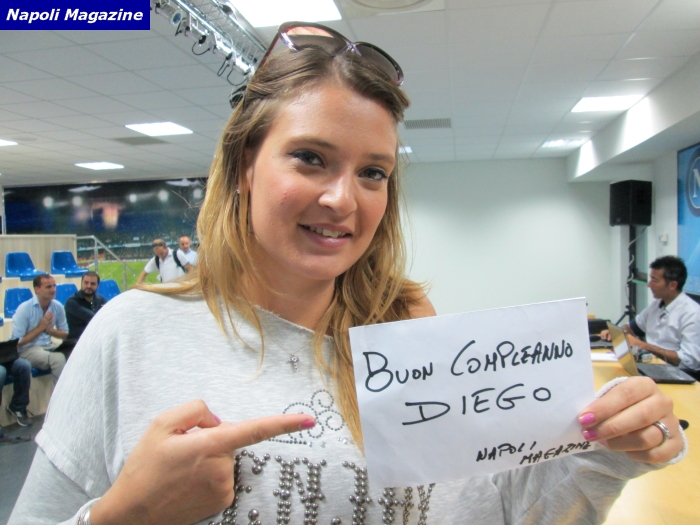 Napoli Magazine
BUON COMPLEANNO
DIEGO
NAPOLI
MAGAZINE
N